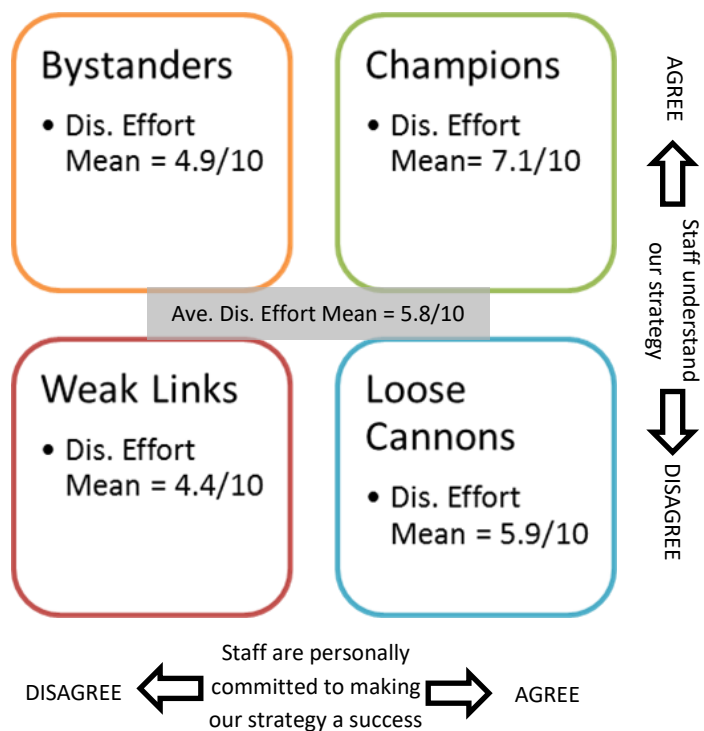 Bystanders
• Dis. Effort
Mean = 4.9/10
Champions
• Dis. Effort
Mean= 7.1/10
Ave. Dis. Effort Mean = 5.8/10
Weak Links
• Dis. Effort
Mean = 4.4/10
Loose
Cannons
• Dis. Effort
Mean = 5.9/10
AGREE
Staff understand
our strategy
DISAGREE
DISAGREE
Staff are personally
committed to making
our strategy a success
AGREE